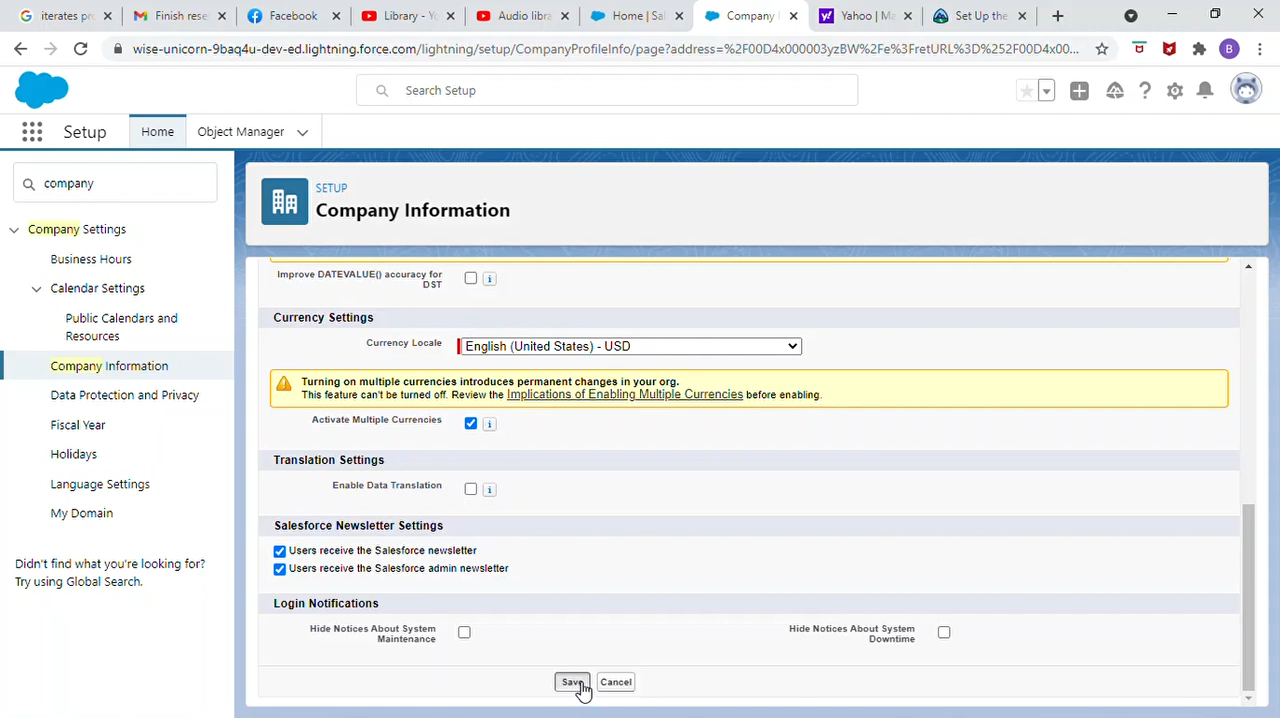 iterates pro
Finish rese
Facebook
Library - Yo
Audio libra
Home | Sal
Company I
Yahoo | Ma
Set Up the
wise-unicorn-9baq4u-dev-ed.lightning.force.com/lightning/setup/CompanyProfileInfo/page?address=%2F00D4x000003yzBW%2Fe%3FretURL%3D%252F00D4x00...
B
Search Setup
Setup
Home
Object Manager
company
Company Settings
Business Hours
Calendar Settings
Public Calendars and
Resources
Company Information
Data Protection and Privacy
Fiscal Year
Holidays
Language Settings
My Domain
Didn't find what you're looking for?
Try using Global Search.
SETUP
Company Information
Improve DATEVALUE() accuracy for
DST
Currency Settings
Currency Locale
English (United States) - USD
Turning on multiple currencies introduces permanent changes in your org.
This feature can't be turned off. Review the Implications of Enabling Multiple Currencies before enabling.
Activate Multiple Currencies
Translation Settings
Enable Data Translation
Salesforce Newsletter Settings
Users receive the Salesforce newsletter
Users receive the Salesforce admin newsletter
Login Notifications
Hide Notices About System
Maintenance
Hide Notices About System
Downtime
Save
Cancel